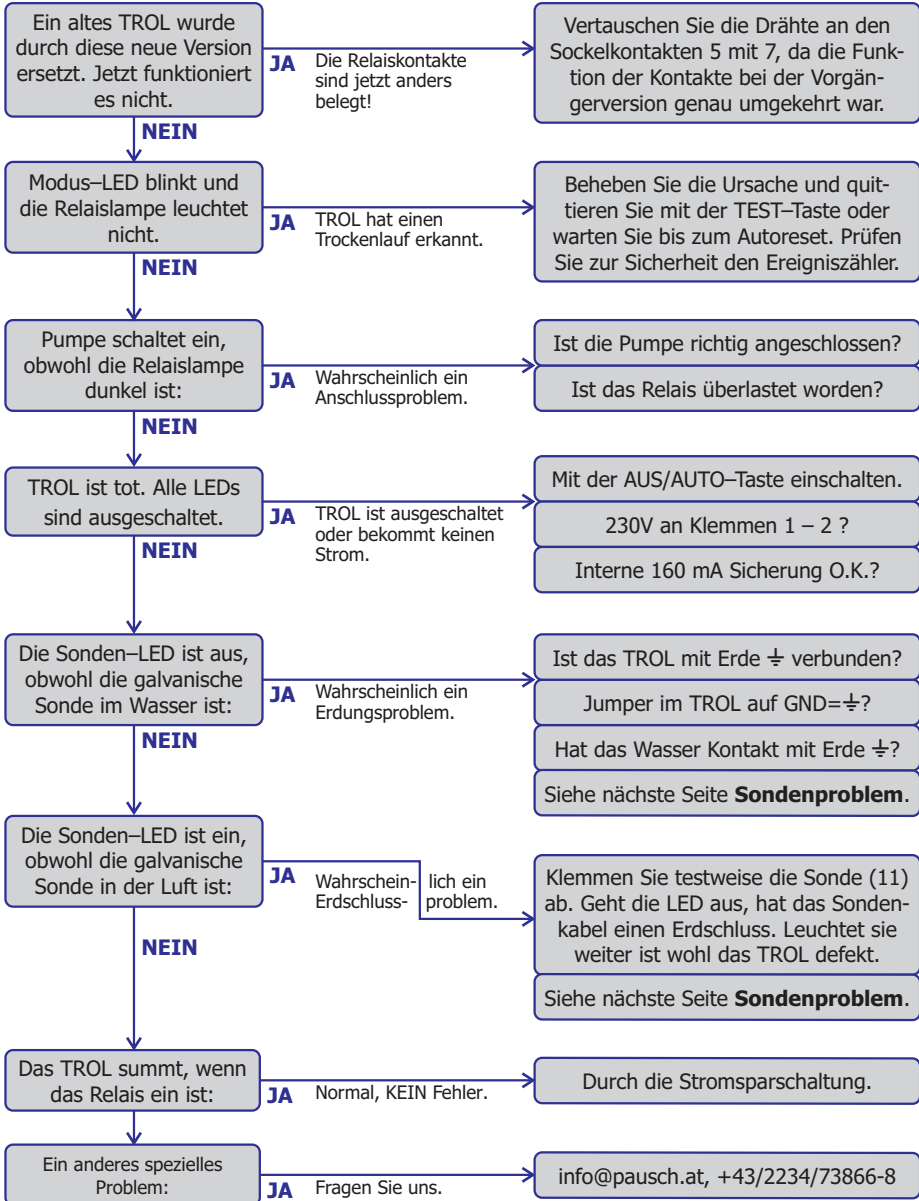 Ein altes TROL wurde
durch diese neue Version
ersetzt. Jetzt funktioniert
es nicht.
JA
Die Relaiskontakte
sind jetzt anders
belegt!
Vertauschen Sie die Drähte an den
Sockelkontakten 5 mit 7, da die Funk-
tion der Kontakte bei der Vorgän-
gerversion genau umgekehrt war.
NEIN
Modus–LED blinkt und
die Relaislampe leuchtet
nicht.
JA
TROL hat einen
Trockenlauf erkannt.
Beheben Sie die Ursache und quit-
tieren Sie mit der TEST–Taste oder
warten Sie bis zum Autoreset. Prüfen
Sie zur Sicherheit den Ereigniszähler.
NEIN
Pumpe schaltet ein,
obwohl die Relaislampe
dunkel ist:
JA
Wahrscheinlich ein
Anschlussproblem.
Ist die Pumpe richtig angeschlossen?
Ist das Relais überlastet worden?
NEIN
TROL ist tot. Alle LEDs
sind ausgeschaltet.
JA
TROL ist ausgeschaltet
oder bekommt keinen
Strom.
Mit der AUS/AUTO–Taste einschalten.
230V an Klemmen 1 – 2 ?
Interne 160 mA Sicherung O.K.?
NEIN
Die Sonden–LED ist aus,
obwohl die galvanische
Sonde im Wasser ist:
JA
Wahrscheinlich ein
Erdungsproblem.
Ist das TROL mit Erde ⏚ verbunden?
Jumper im TROL auf GND=⏚?
Hat das Wasser Kontakt mit Erde ⏚?
Siehe nächste Seite Sondenproblem.
NEIN
Die Sonden–LED ist ein,
obwohl die galvanische
Sonde in der Luft ist:
JA
Wahrschein- lich ein
Erdschluss- problem.
Klemmen Sie testweise die Sonde (11)
ab. Geht die LED aus, hat das Sonden-
kabel einen Erdschluss. Leuchtet sie
weiter ist wohl das TROL defekt.
Siehe nächste Seite Sondenproblem.
NEIN
Das TROL summt, wenn
das Relais ein ist:
JA
Normal, KEIN Fehler.
Durch die Stromsparschaltung.
Ein anderes spezielles
Problem:
JA
Fragen Sie uns.
info@pausch.at, +43/2234/73866-8